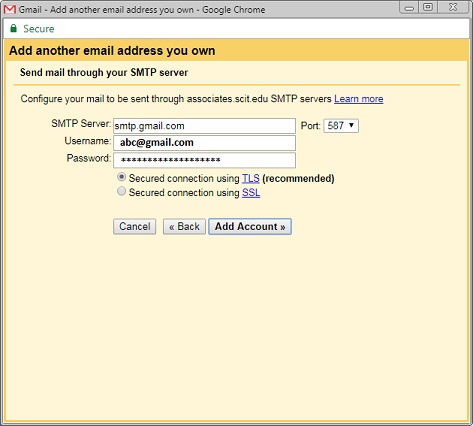 Gmail - Add another email address you own - Google Chrome
Secure
Add another email address you own
Send mail through your SMTP server
Configure your mail to be sent through associates.scit.edu SMTP servers Learn more
SMTP Server: smtp.gmail.com Port: 587
Username: abc@gmail.com
Password: *******************
Secured connection using TLS (recommended)
Secured connection using SSL
Cancel « Back Add Account »